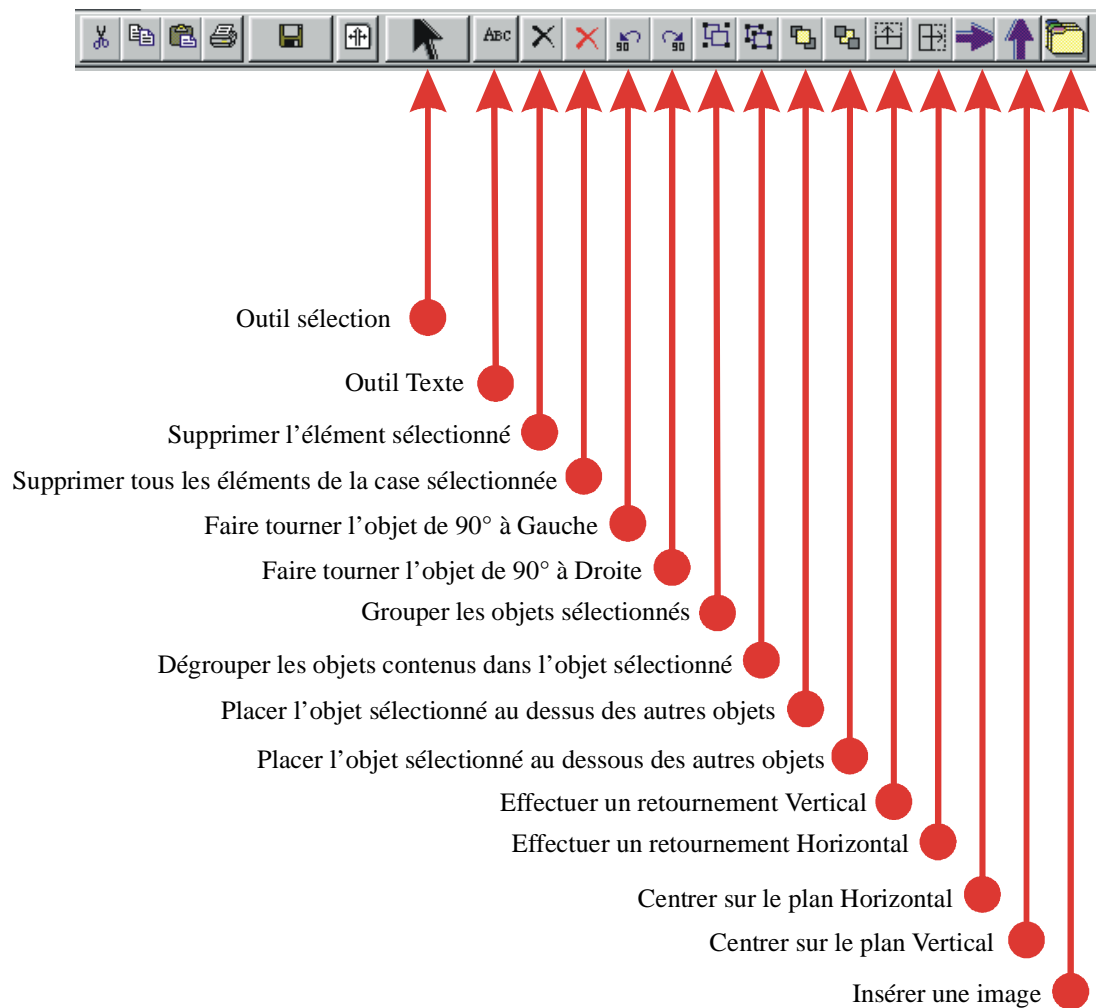 ABC
90
90
Outil sélection
Outil Texte
Supprimer l’élément sélectionné
Supprimer tous les éléments de la case sélectionnée
Faire tourner l’objet de 90° à Gauche
Faire tourner l’objet de 90° à Droite
Grouper les objets sélectionnés
Dégrouper les objets contenus dans l’objet sélectionné
Placer l’objet sélectionné au dessus des autres objets
Placer l’objet sélectionné au dessous des autres objets
Effectuer un retournement Vertical
Effectuer un retournement Horizontal
Centrer sur le plan Horizontal
Centrer sur le plan Vertical
Insérer une image